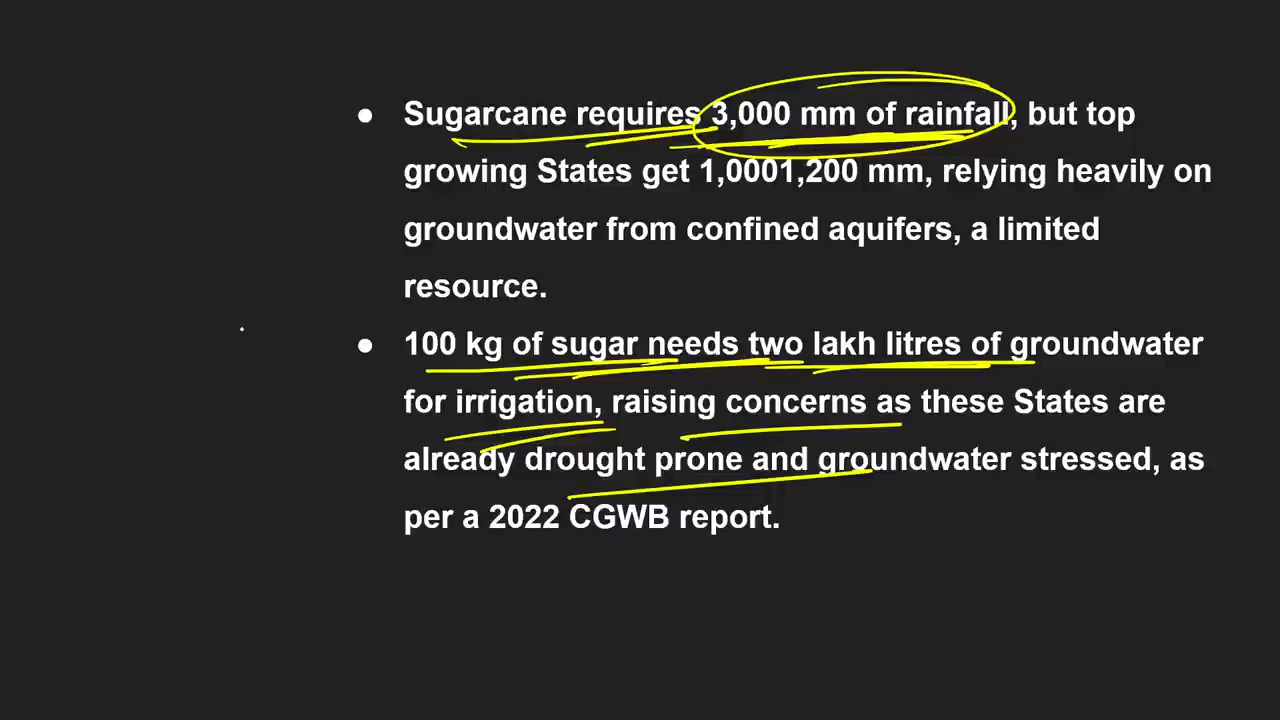 ● Sugarcane requires 3,000 mm of rainfall, but top
growing States get 1,0001,200 mm, relying heavily on
groundwater from confined aquifers, a limited
resource.
● 100 kg of sugar needs two lakh litres of groundwater
for irrigation, raising concerns as these States are
already drought prone and groundwater stressed, as
per a 2022 CGWB report.